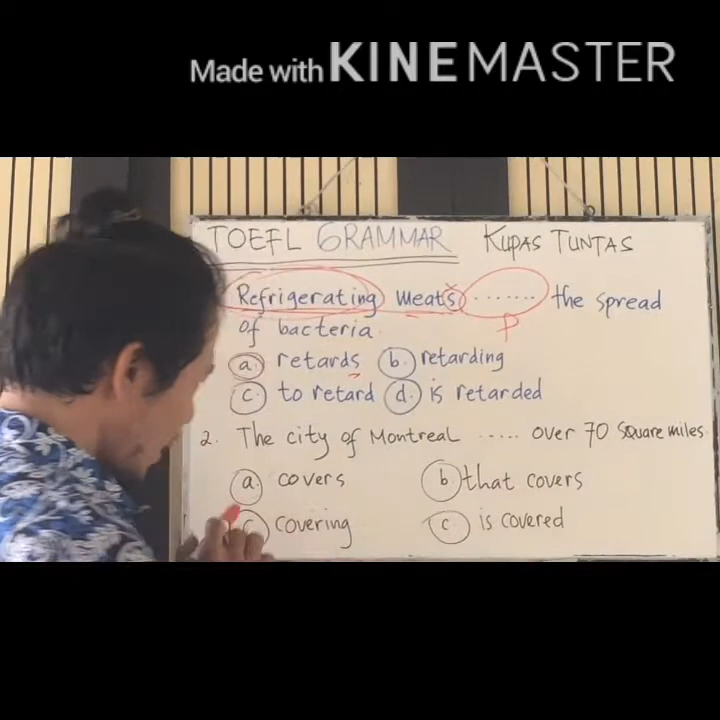 Made with KINEMASTER
TOEFL GRAMMAR KUPAS TUNTAS
Refrigerating meats ....... the spread
P
of bacteria.
a. retards b. retarding
c. to retard d. is retarded
2. The city of Montreal ..... over 70 square miles.
a. covers b that covers
c covering c. is covered